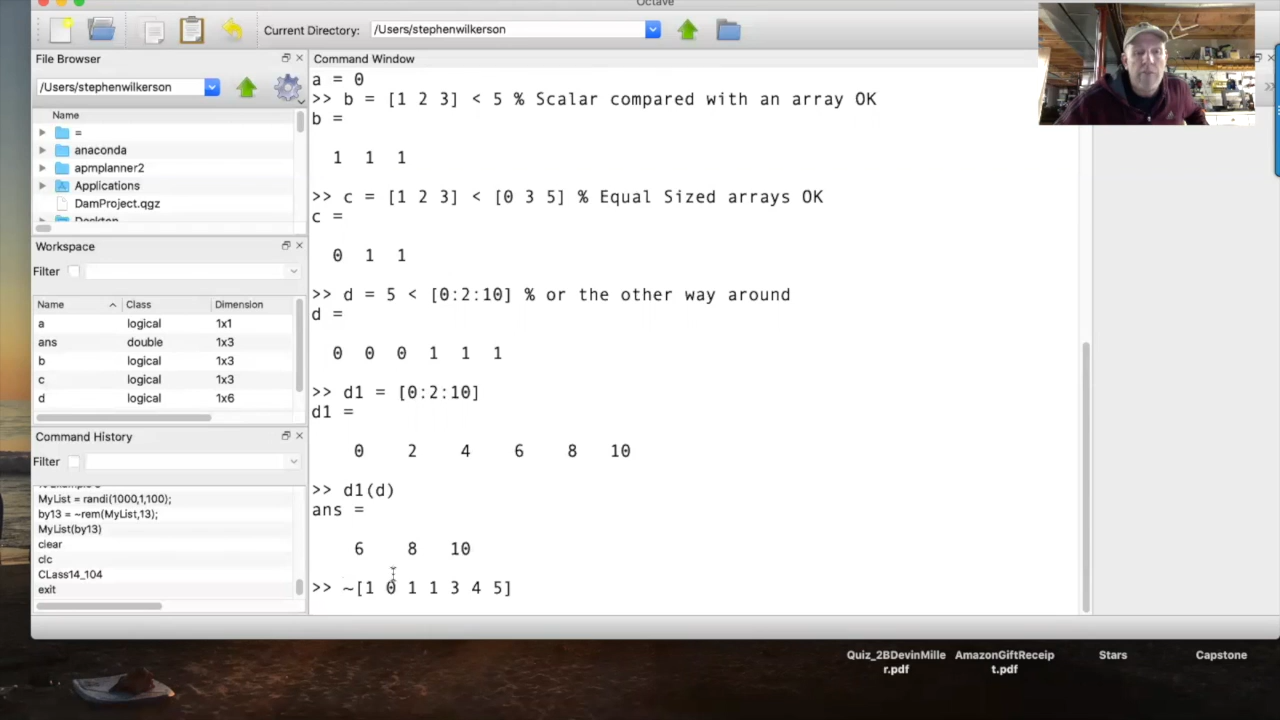 Octave
Current Directory: /Users/stephenwilkerson
File Browser
/Users/stephenwilkerson
Name
=
anaconda
apmplanner2
Applications
DamProject.qgz
Desktop
Workspace
Filter
Name Class Dimension
a logical 1x1
ans double 1x3
b logical 1x3
c logical 1x3
d logical 1x6
Command History
Filter
MyList = randi(1000,1,100);
by13 = ~rem(MyList,13);
MyList(by13)
clear
clc
CLass14_104
exit
Command Window
a = 0
>> b = [1 2 3] < 5 % Scalar compared with an array OK
b =
1 1 1
>> c = [1 2 3] < [0 3 5] % Equal Sized arrays OK
c =
0 1 1
>> d = 5 < [0:2:10] % or the other way around
d =
0 0 0 1 1 1
>> d1 = [0:2:10]
d1 =
0 2 4 6 8 10
>> d1(d)
ans =
6 8 10
>> ~[1 0 1 1 3 4 5]
Quiz_2BDevinMille
r.pdf
AmazonGiftReceip
t.pdf
Stars
Capstone